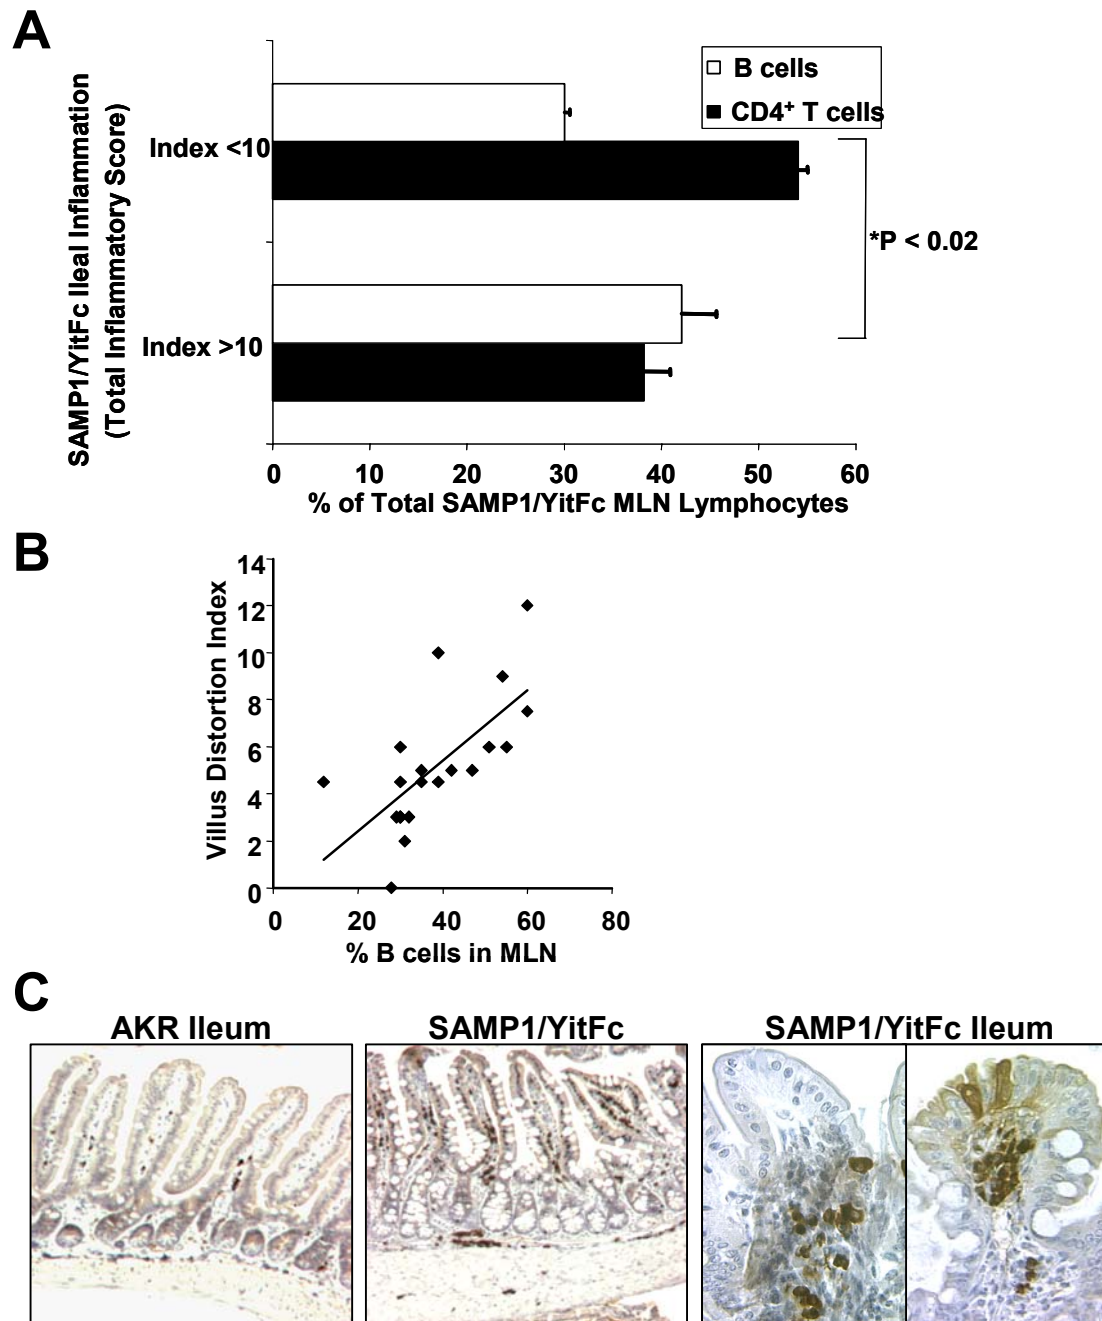 A
SAMP1/YitFc Ileal Inflammation
(Total Inflammatory Score)
B cells
CD4+ T cells
Index <10
*P < 0.02
Index >10
0 10 20 30 40 50 60
% of Total SAMP1/YitFc MLN Lymphocytes
B
Villus Distortion Index
14
12
10
8
6
4
2
0
0 20 40 60 80
% B cells in MLN
C
AKR Ileum SAMP1/YitFc SAMP1/YitFc Ileum